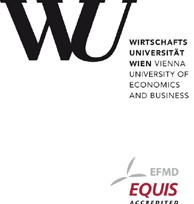 WU
WIRTSCHAFTS
UNIVERSITÄT
WIEN VIENNA
UNIVERSITY OF
ECONOMICS
AND BUSINESS
EFMD
EQUIS
ACCREDITED